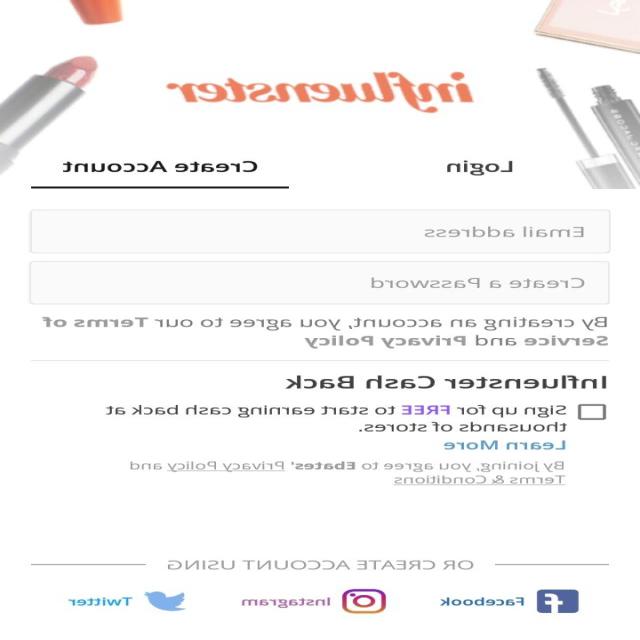 influenster
Login Create Account
Email address
Create a Password
By creating an account, you agree to our Terms of
Service and Privacy Policy
Influenster Cash Back
Sign up for FREE to start earning cash back at
thousands of stores.
Learn More
By joining, you agree to Ebates' Privacy Policy and
Terms & Conditions
OR CREATE ACCOUNT USING
Facebook Instagram Twitter